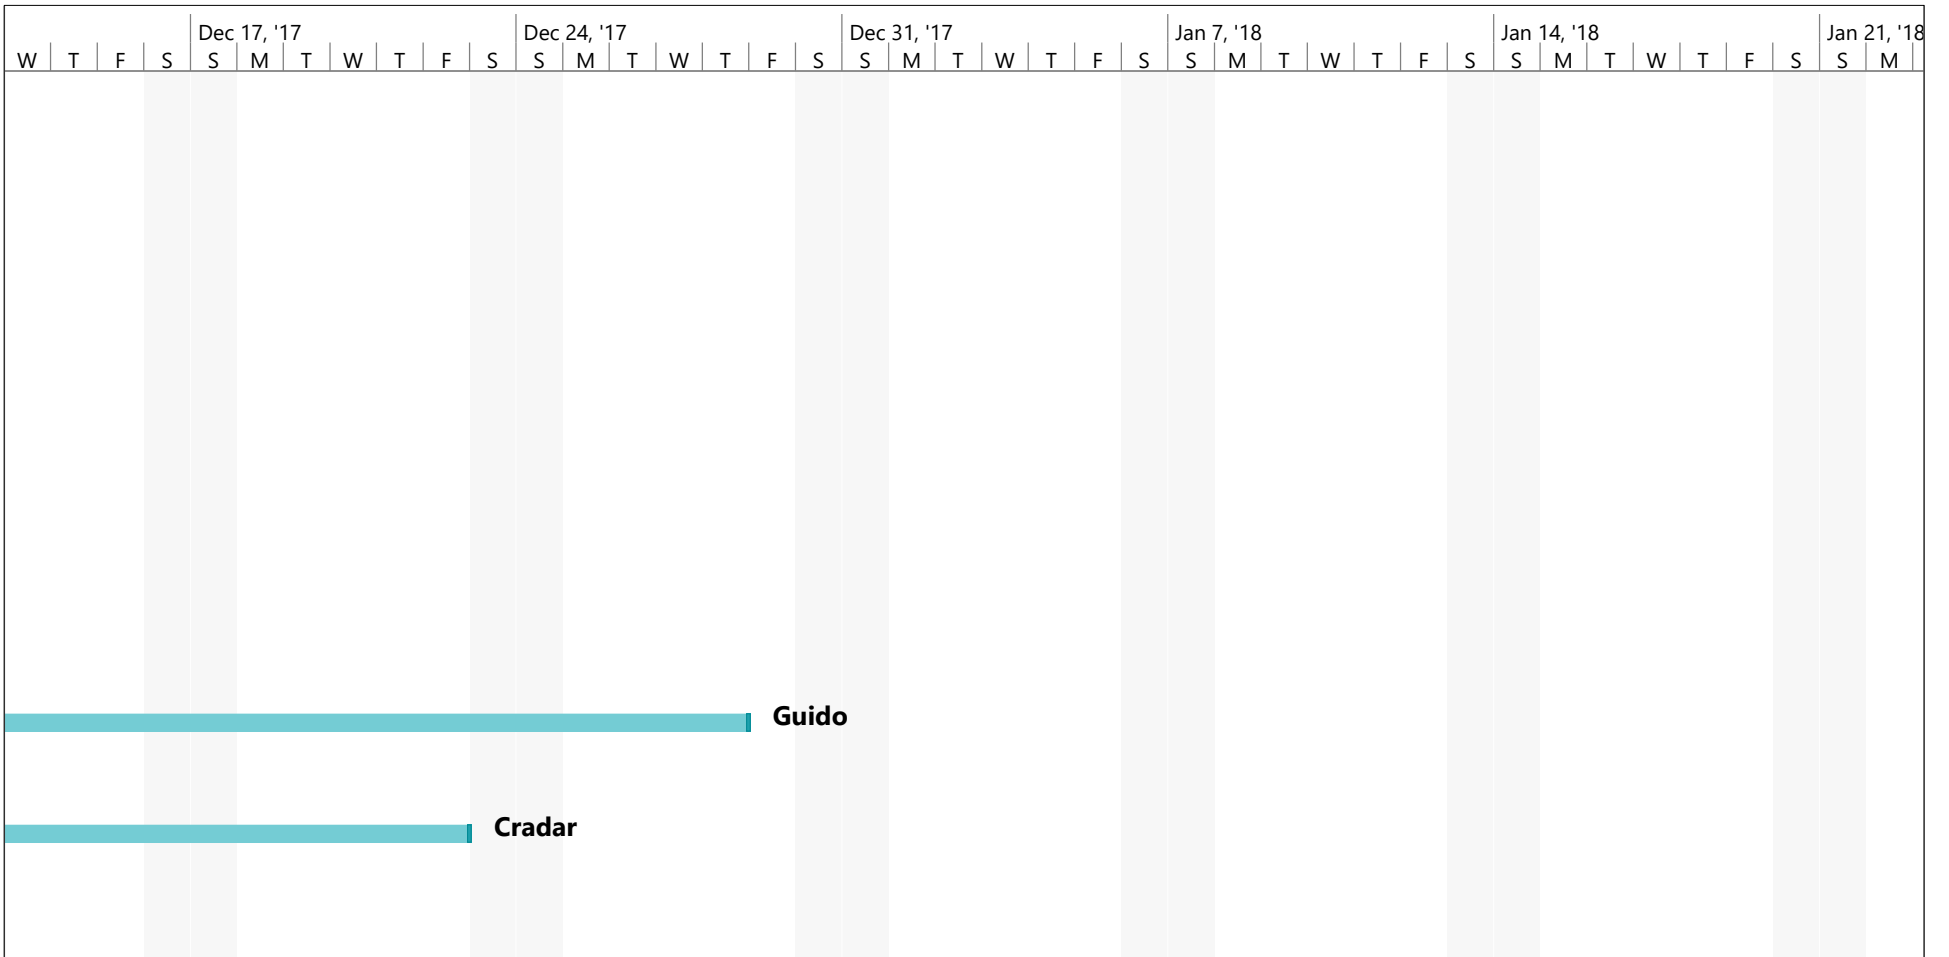 Dec 17, '17 Dec 24, '17 Dec 31, '17 Jan 7, '18 Jan 14, '18 Jan 21, '18
W T F S S M T W T F S S M T W T F S S M T W T F S S M T W T F S S M T W T F S S M
Guido
Cradar